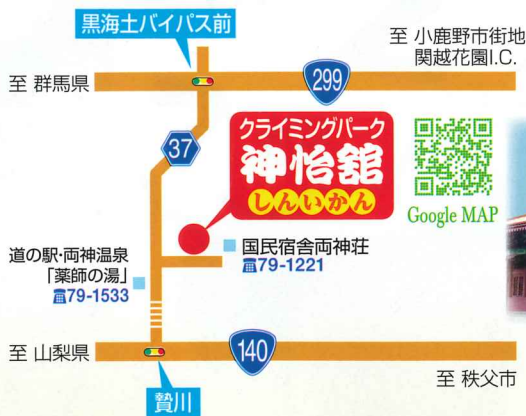 黒海土バイパス前
至 小鹿野市街地
関越花園I.C.
至 群馬県
299
37
クライミングパーク
神怡舘
しんいかん
Google MAP
道の駅・両神温泉
「薬師の湯」
☎79-1533
国民宿舎両神荘
☎79-1221
至 山梨県
140
至 秩父市
贄川